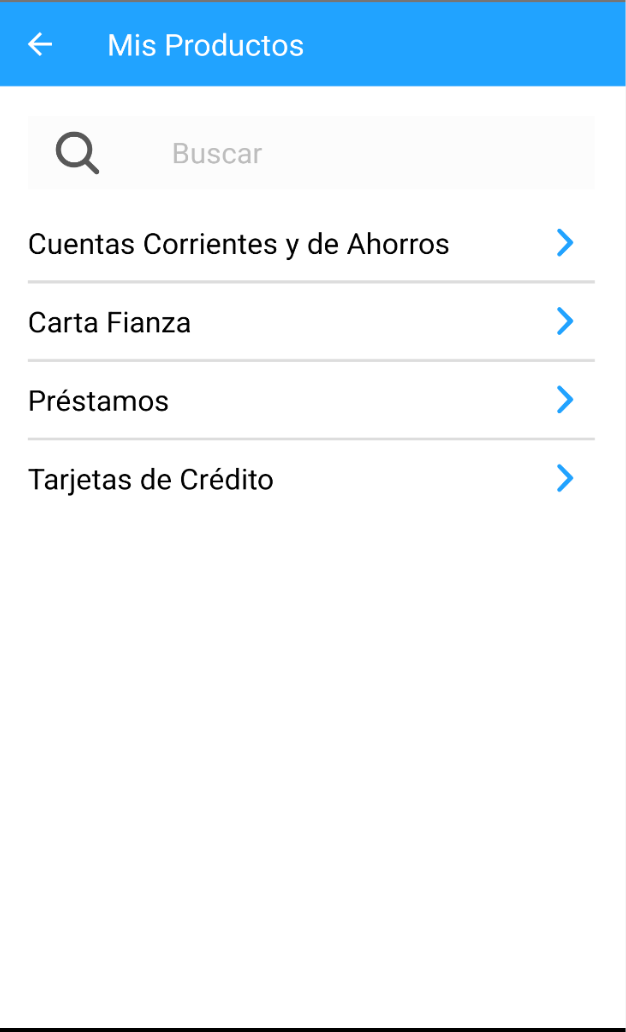 Mis Productos
Buscar
Cuentas Corrientes y de Ahorros
Carta Fianza
Préstamos
Tarjetas de Crédito